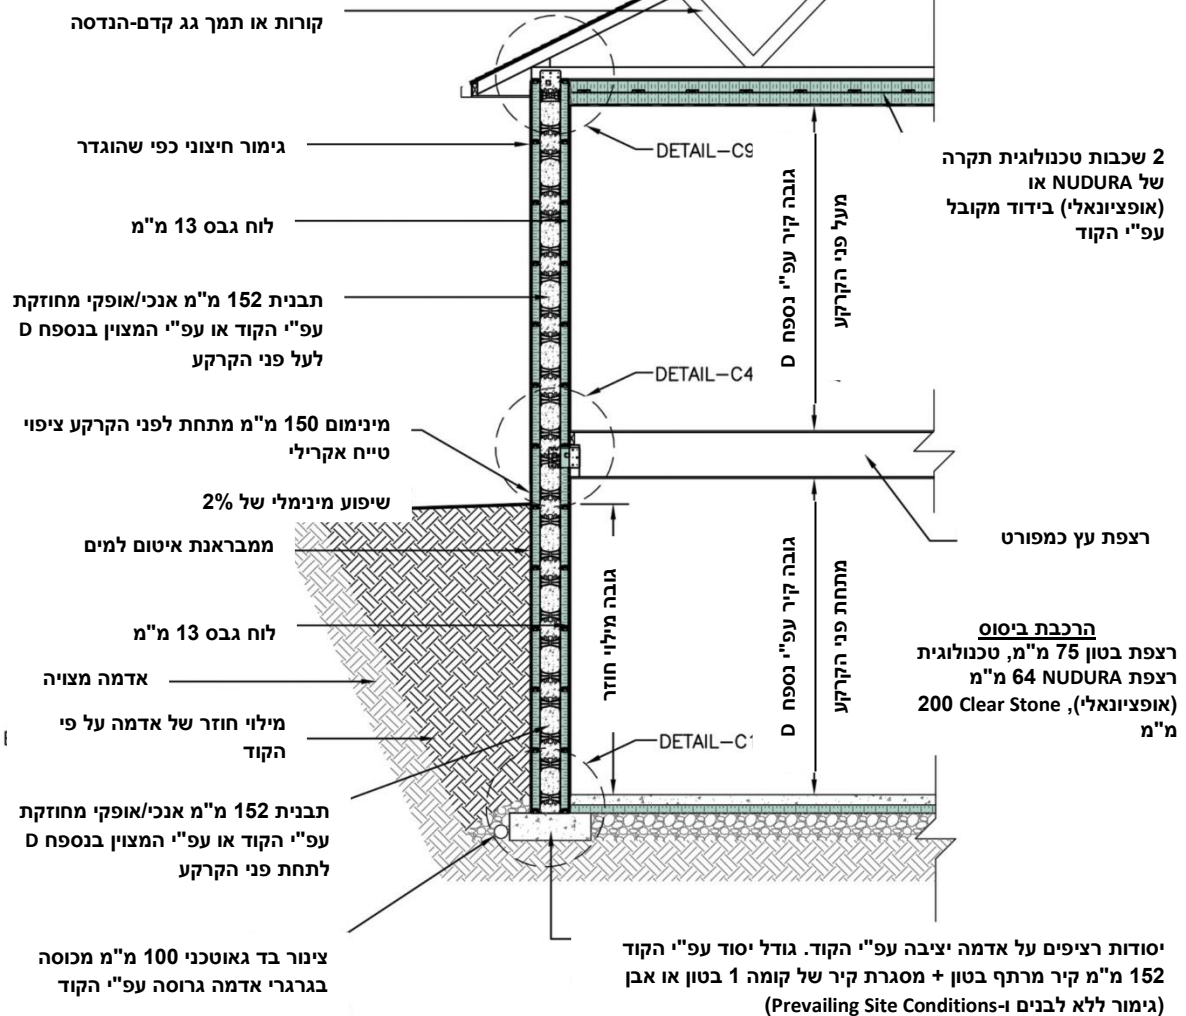 קורות או תמך גג קדם-הנדסה
גימור חיצוני כפי שהוגדר
לוח גבס 13 מ"מ
תבנית 152 מ"מ אנכי/אופקי מחוזקת
עפ"י הקוד או עפ"י המצוין בנספח D
לעל פני הקרקע
מינימום 150 מ"מ מתחת לפני הקרקע ציפוי
טייח אקרילי
שיפוע מינימלי של 2%
ממבראנת איטום למים
לוח גבס 13 מ"מ
אדמה מצויה
מילוי חוזר של אדמה על פי
הקוד
תבנית 152 מ"מ אנכי/אופקי מחוזקת
עפ"י הקוד או עפ"י המצוין בנספח D
לתחת פני הקרקע
צינור בד גאוטכני 100 מ"מ מכוסה
בגרגרי אדמה גרוסה עפ"י הקוד
DETAIL-C9
DETAIL-C4
DETAIL-C1
גובה קיר עפ"י נספח D
מעל פני הקרקע
גובה מילוי חוזר
גובה קיר עפ"י נספח D
מתחת פני הקרקע
2 שכבות טכנולוגית תקרה
של NUDURA או
(אופציונאלי) בידוד מקובל
עפ"י הקוד
רצפת עץ כמפורט
הרכבת ביסוס
רצפת בטון 75 מ"מ, טכנולוגית
רצפת NUDURA 64 מ"מ
(אופציונאלי), 200 Clear Stone
מ"מ
יסודות רציפים על אדמה יציבה עפ"י הקוד. גודל יסוד עפ"י הקוד
152 מ"מ קיר מרתף בטון + מסגרת קיר של קומה 1 בטון או אבן
(גימור ללא לבנים ו-Prevailing Site Conditions)